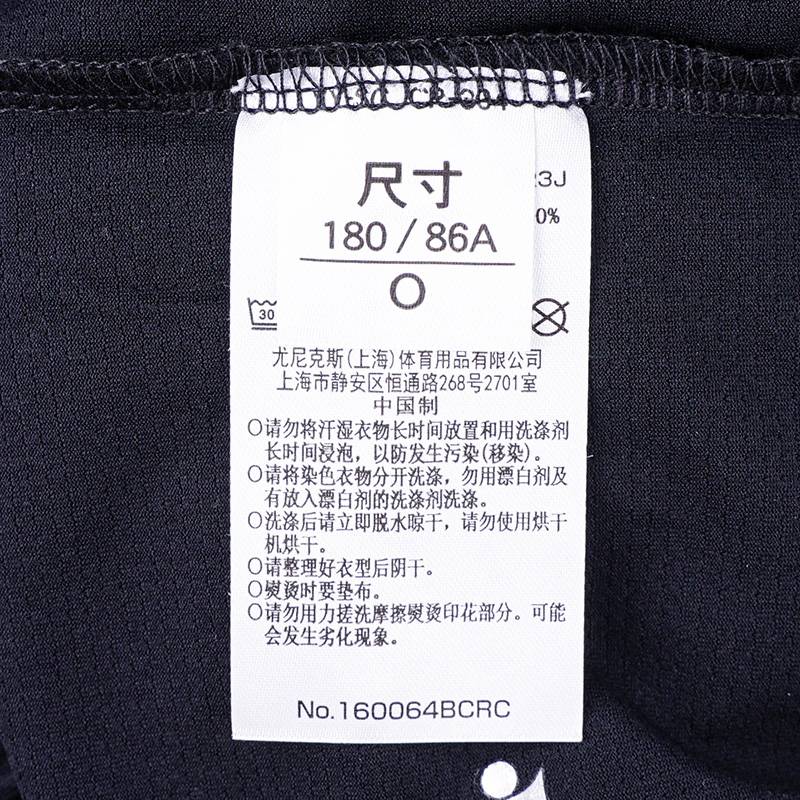 尺寸
180 / 86A
O
23J
0%
30
尤尼克斯(上海)体育用品有限公司
上海市静安区恒通路268号2701室
中国制
○请勿将汗湿衣物长时间放置和用洗涤剂
长时间浸泡，以防发生污染(移染)。
○请将染色衣物分开洗涤，勿用漂白剂及
有放入漂白剂的洗涤剂洗涤。
○洗涤后请立即脱水晾干，请勿使用烘干
机烘干。
○请整理好衣型后阴干。
○熨烫时要垫布。
○请勿用力搓洗摩擦熨烫印花部分。可能
会发生劣化现象。
No.160064BCRC